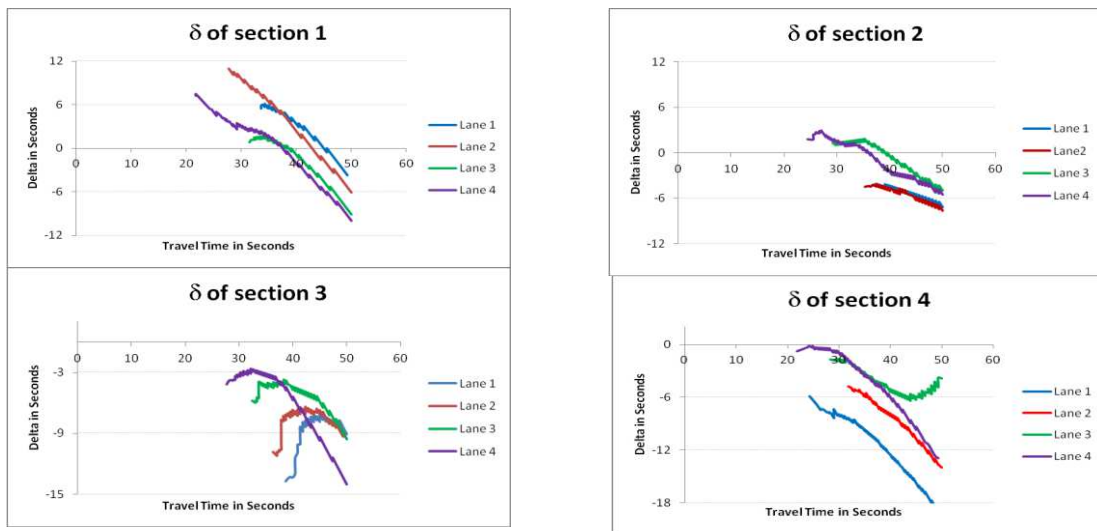 δ of section 1
12
6
0
-6
-12
0 10 20 30 40 50 60
Delta in Seconds
Travel Time in Seconds
Lane 1
Lane 2
Lane 3
Lane 4
δ of section 2
12
6
0
-6
-12
0 10 20 30 40 50 60
Delta in Seconds
Travel Time in Seconds
Lane 1
Lane2
Lane 3
Lane 4
δ of section 3
-3
-9
-15
0 10 20 30 40 50 60
Delta in Seconds
Travel Time in Seconds
Lane 1
Lane 2
Lane 3
Lane 4
δ of section 4
0
-6
-12
-18
0 10 20 30 40 50 60
Delta in Seconds
Travel Time in Seconds
Lane 1
Lane 2
Lane 3
Lane 4